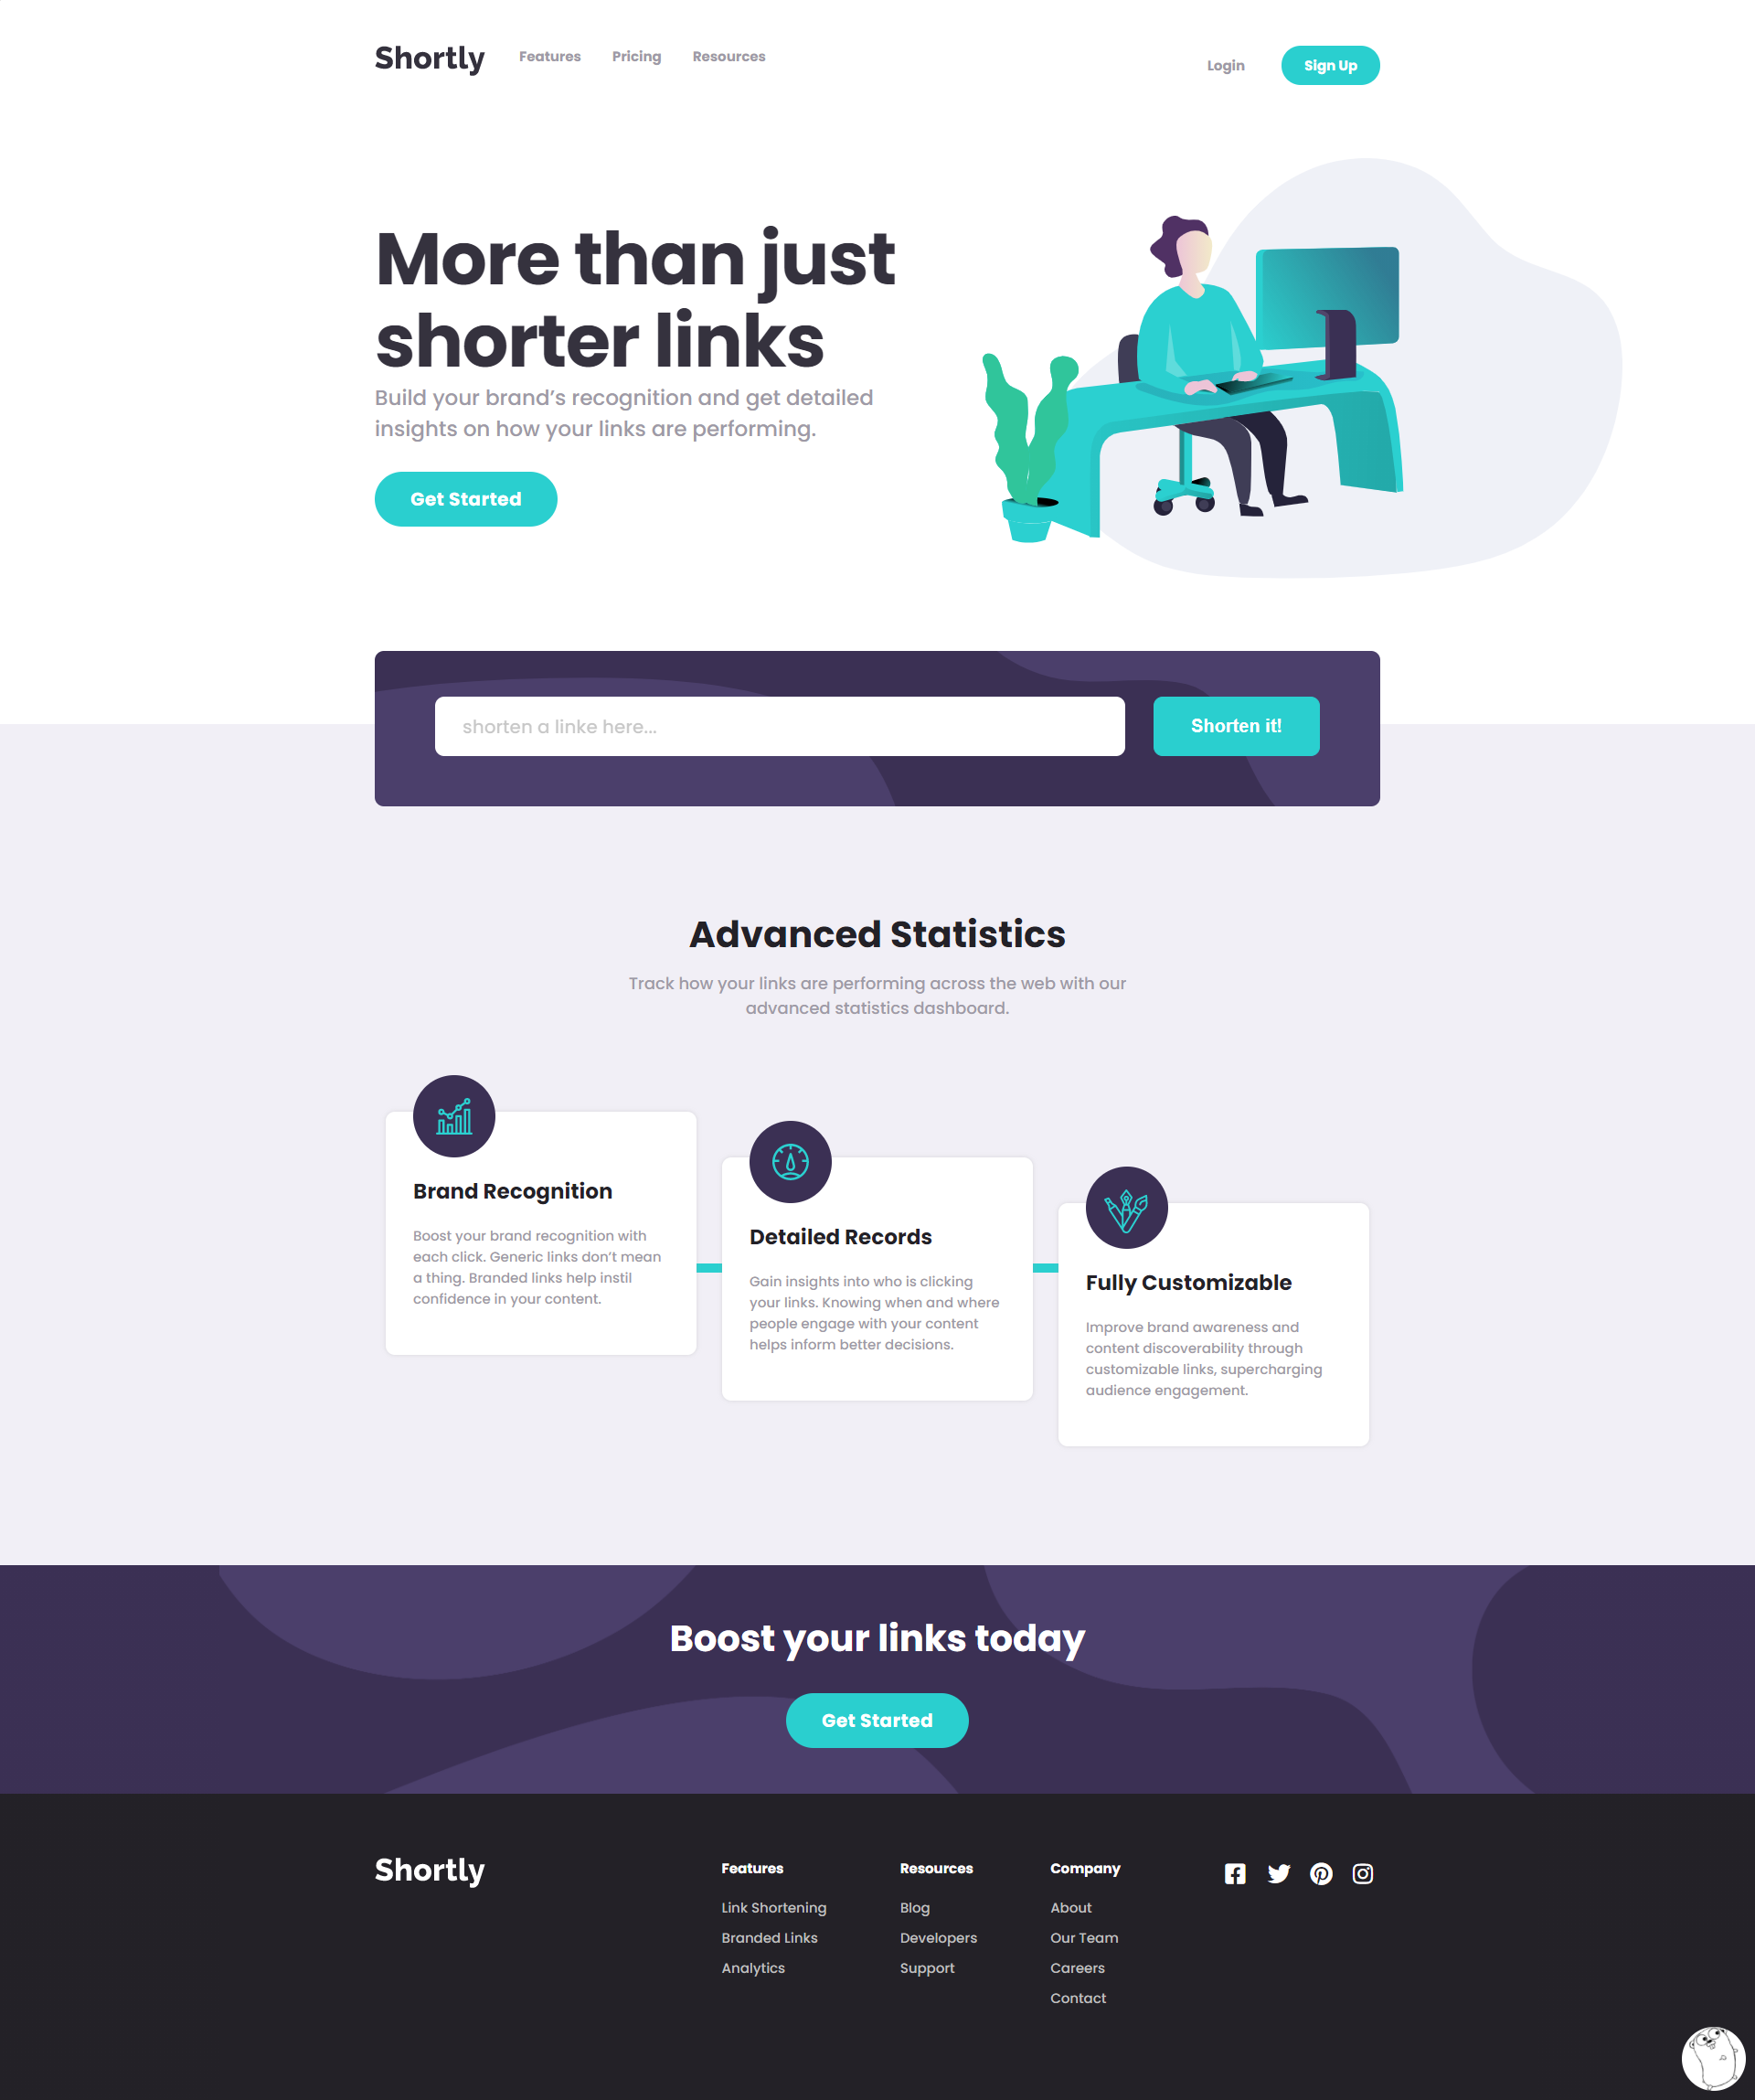 Shortly
Features
Pricing
Resources
Login
Sign Up
More than just
shorter links
Build your brand’s recognition and get detailed
insights on how your links are performing.
Get Started
shorten a linke here...
Shorten it!
Advanced Statistics
Track how your links are performing across the web with our
advanced statistics dashboard.
Brand Recognition
Boost your brand recognition with
each click. Generic links don’t mean
a thing. Branded links help instil
confidence in your content.
Detailed Records
Gain insights into who is clicking
your links. Knowing when and where
people engage with your content
helps inform better decisions.
Fully Customizable
Improve brand awareness and
content discoverability through
customizable links, supercharging
audience engagement.
Boost your links today
Get Started
Shortly
Features
Link Shortening
Branded Links
Analytics
Resources
Blog
Developers
Support
Company
About
Our Team
Careers
Contact